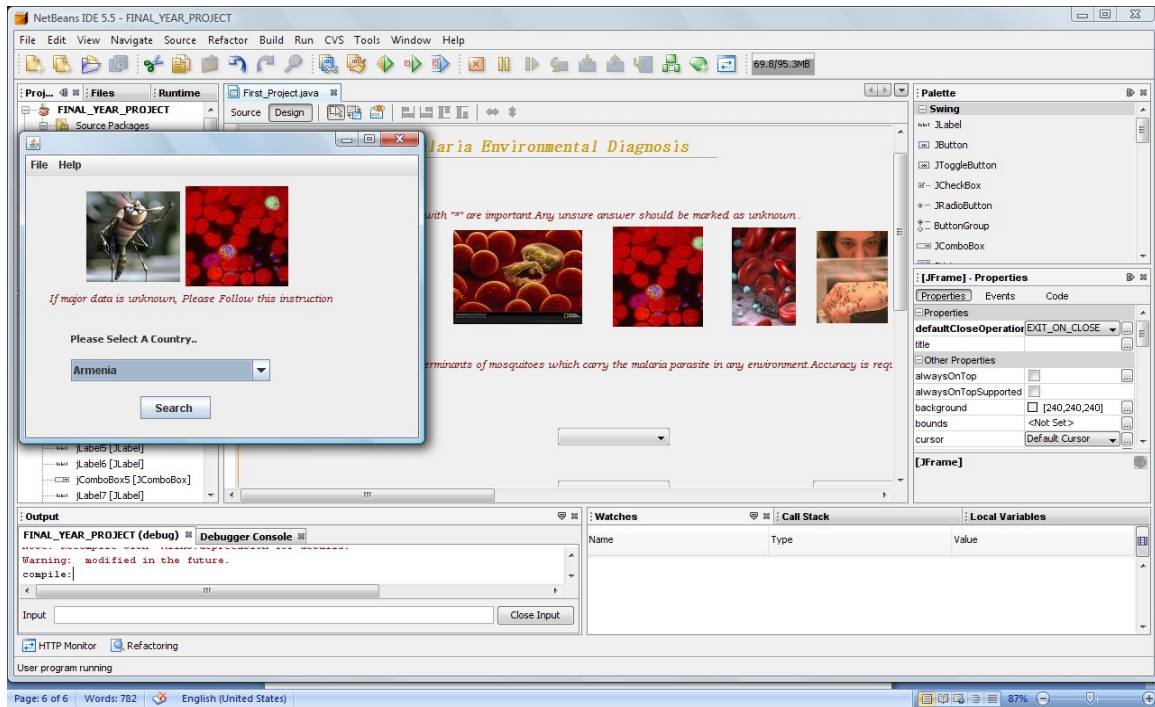 NetBeans IDE 5.5 - FINAL_YEAR_PROJECT
File Edit View Navigate Source Refactor Build Run CVS Tools Window Help
69.8/95.3MB
Proj... Files Runtime
FINAL_YEAR_PROJECT
Source Packages
First_Project.java
Source Design
laria Environmental Diagnosis
with "*" are important.Any unsure answer should be marked as unknown .
erminants of mosquitoes which carry the malaria parasite in any environment.Accuracy is requ
File Help
If major data is unknown, Please Follow this instruction
Please Select A Country..
Armenia
Search
jLabel5 [JLabel]
jLabel6 [JLabel]
jComboBox5 [JComboBox]
jLabel7 [JLabel]
Palette
Swing
JLabel
JButton
JToggleButton
JCheckBox
JRadioButton
ButtonGroup
JComboBox
[JFrame] - Properties
Properties Events Code
Properties
defaultCloseOperation EXIT_ON_CLOSE
title
Other Properties
alwaysOnTop
alwaysOnTopSupported
background [240,240,240]
bounds <Not Set>
cursor Default Cursor
[JFrame]
Output
FINAL_YEAR_PROJECT (debug) Debugger Console
Warning: modified in the future.
compile:
Input Close Input
Watches Call Stack Local Variables
Name Type Value
HTTP Monitor Refactoring
User program running
Page: 6 of 6 Words: 782 English (United States) 87%